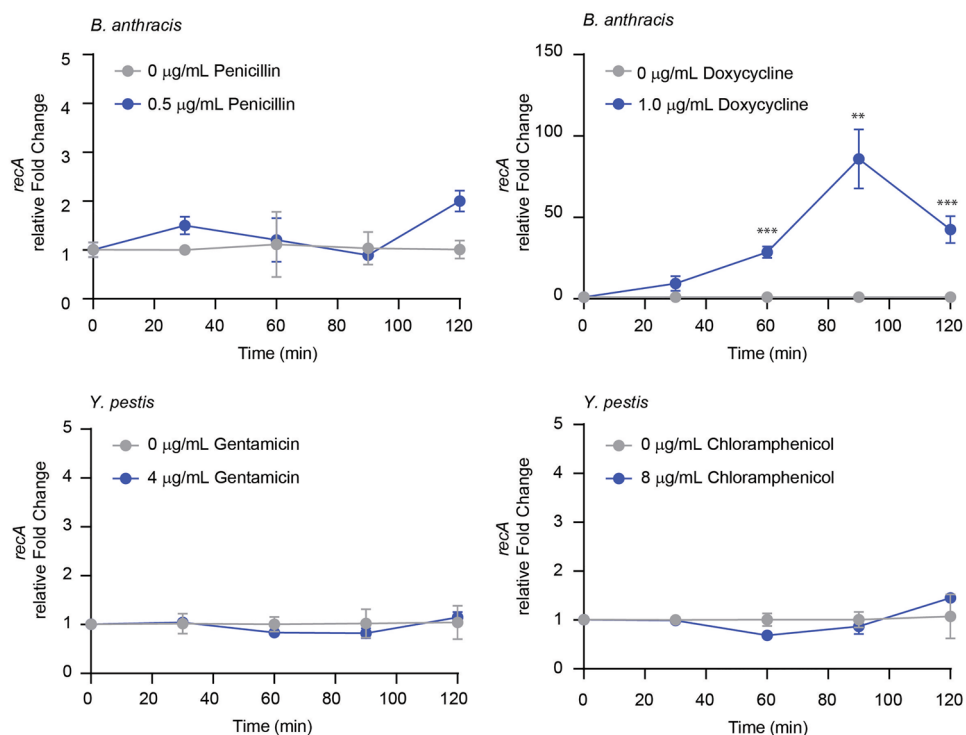 B. anthracis
recA
relative Fold Change
5
4
3
2
1
0
0 μg/mL Penicillin
0.5 μg/mL Penicillin
0 20 40 60 80 100 120
Time (min)
B. anthracis
recA
relative Fold Change
150
100
50
0
0 μg/mL Doxycycline
1.0 μg/mL Doxycycline
**
***
***
0 20 40 60 80 100 120
Time (min)
Y. pestis
recA
relative Fold Change
5
4
3
2
1
0
0 μg/mL Gentamicin
4 μg/mL Gentamicin
0 20 40 60 80 100 120
Time (min)
Y. pestis
recA
relative Fold Change
5
4
3
2
1
0
0 μg/mL Chloramphenicol
8 μg/mL Chloramphenicol
0 20 40 60 80 100 120
Time (min)